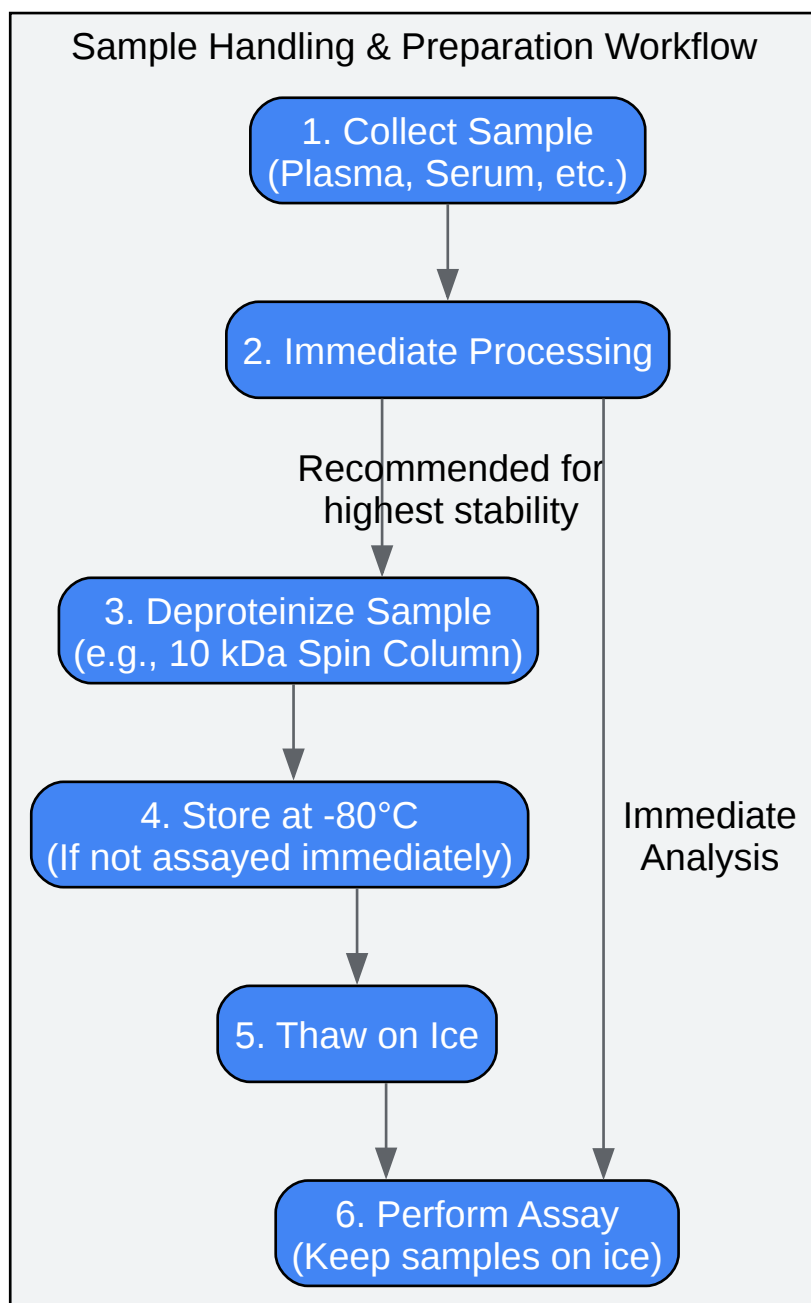 Sample Handling & Preparation Workflow
1. Collect Sample
(Plasma, Serum, etc.)
2. Immediate Processing
Recommended for
highest stability
3. Deproteinize Sample
(e.g., 10 kDa Spin Column)
4. Store at -80°C
(If not assayed immediately)
Immediate
Analysis
5. Thaw on Ice
6. Perform Assay
(Keep samples on ice)